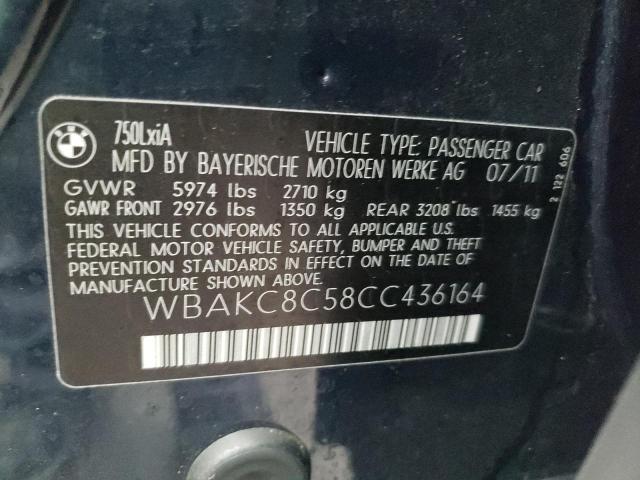 BMW
750LxiA
VEHICLE TYPE: PASSENGER CAR
MFD BY BAYERISCHE MOTOREN WERKE AG 07/11
GVWR 5974 lbs 2710 kg
GAWR FRONT 2976 lbs 1350 kg REAR 3208 lbs 1455 kg
THIS VEHICLE CONFORMS TO ALL APPLICABLE U.S.
FEDERAL MOTOR VEHICLE SAFETY, BUMPER AND THEFT
PREVENTION STANDARDS IN EFFECT ON THE DATE OF
MANUFACTURE SHOWN ABOVE.
WBAKC8C58CC436164
2 122 606